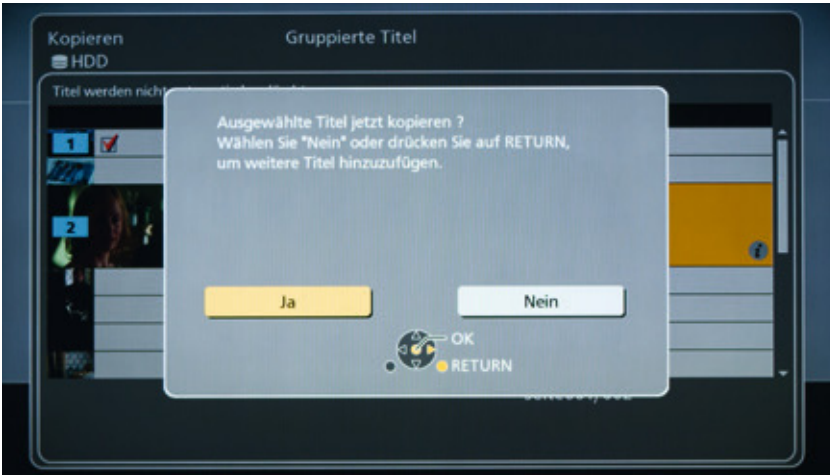 Kopieren
Gruppierte Titel
HDD
Titel werden nicht
Ausgewählte Titel jetzt kopieren ?
Wählen Sie "Nein" oder drücken Sie auf RETURN,
um weitere Titel hinzuzufügen.
1
2
i
Ja
Nein
OK
RETURN